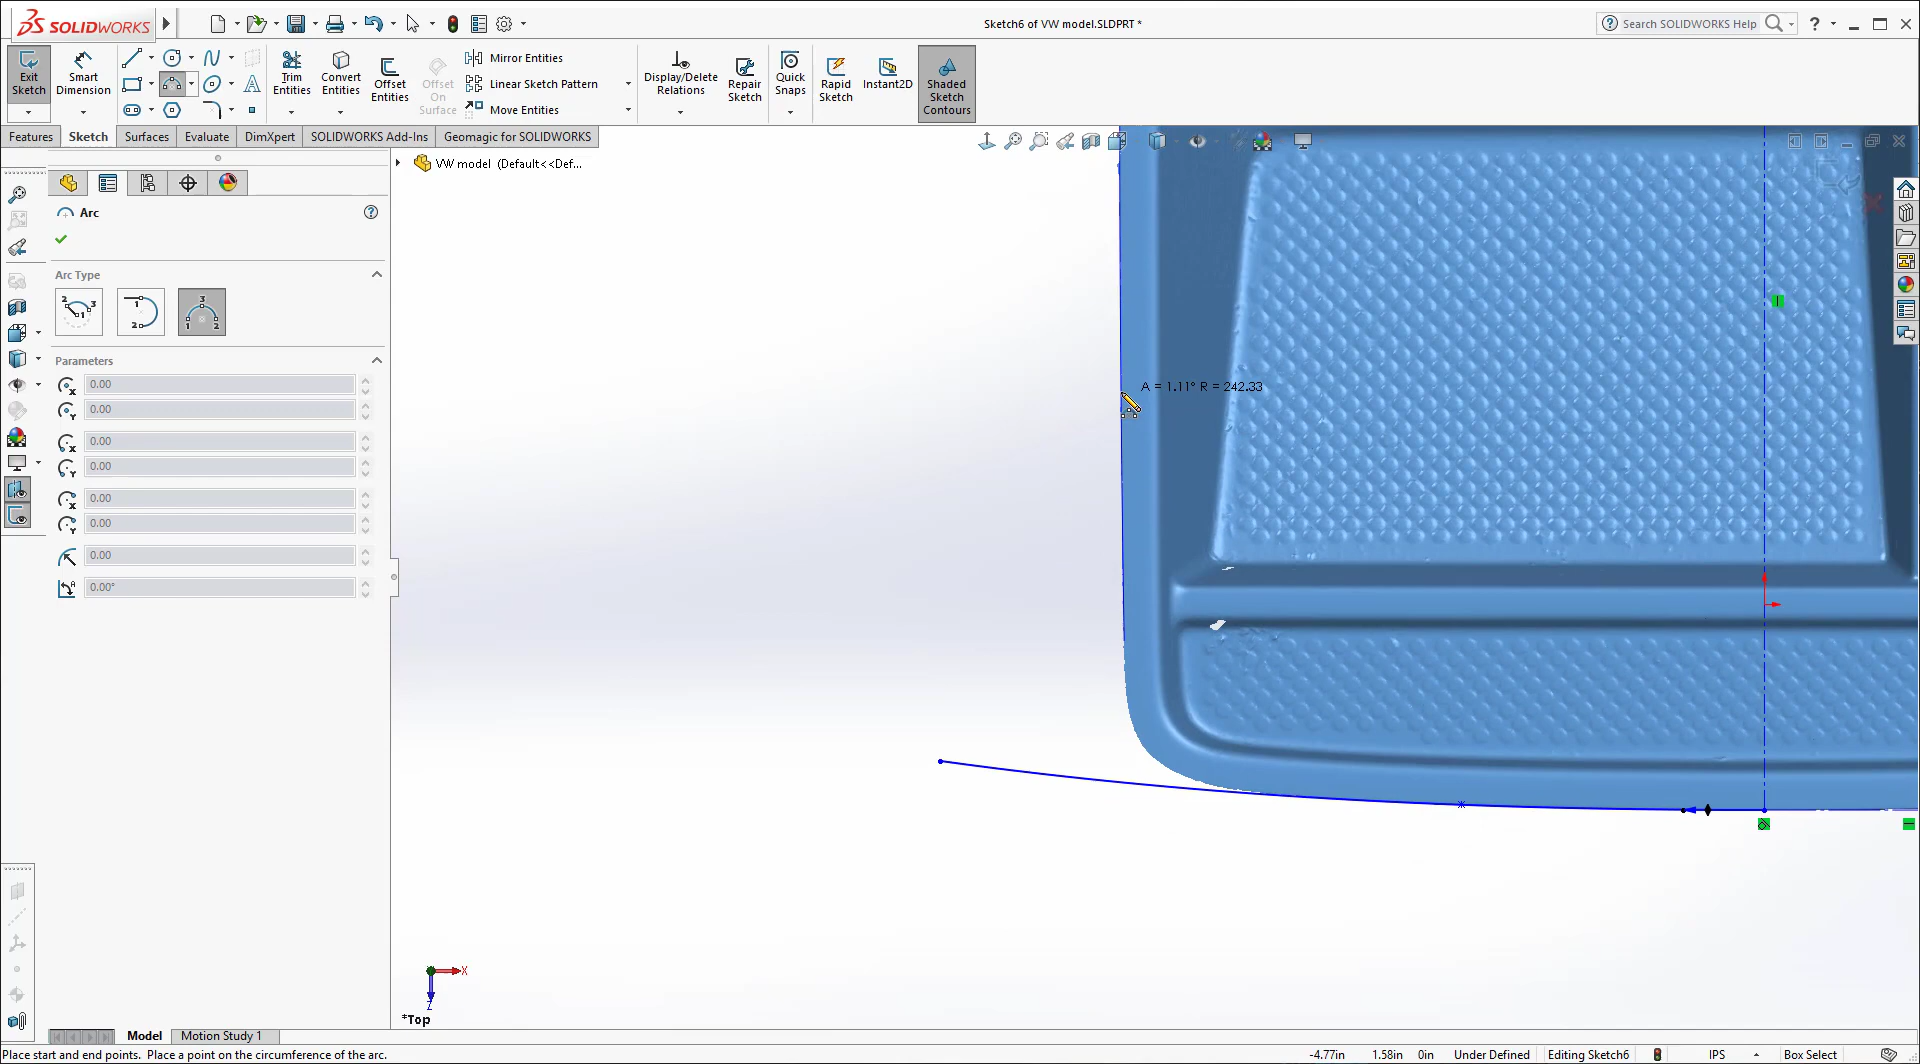 SOLIDWORKS
Sketch6 of VW model.SLDPRT *
Search SOLIDWORKS Help
?
Exit Sketch
Smart Dimension
Trim Entities
Convert Entities
Offset Entities
Offset On Surface
Mirror Entities
Linear Sketch Pattern
Move Entities
Display/Delete Relations
Repair Sketch
Quick Snaps
Rapid Sketch
Instant2D
Shaded Sketch Contours
Features
Sketch
Surfaces
Evaluate
DimXpert
SOLIDWORKS Add-Ins
Geomagic for SOLIDWORKS
VW model (Default<<Def...
Arc
Arc Type
Parameters
0.00
0.00
0.00
0.00
0.00
0.00
0.00
0.00°
A = 1.11° R = 242.33
X
Z
*Top
Model
Motion Study 1
Place start and end points. Place a point on the circumference of the arc.
-4.77in
1.58in
0in
Under Defined
Editing Sketch6
IPS
Box Select